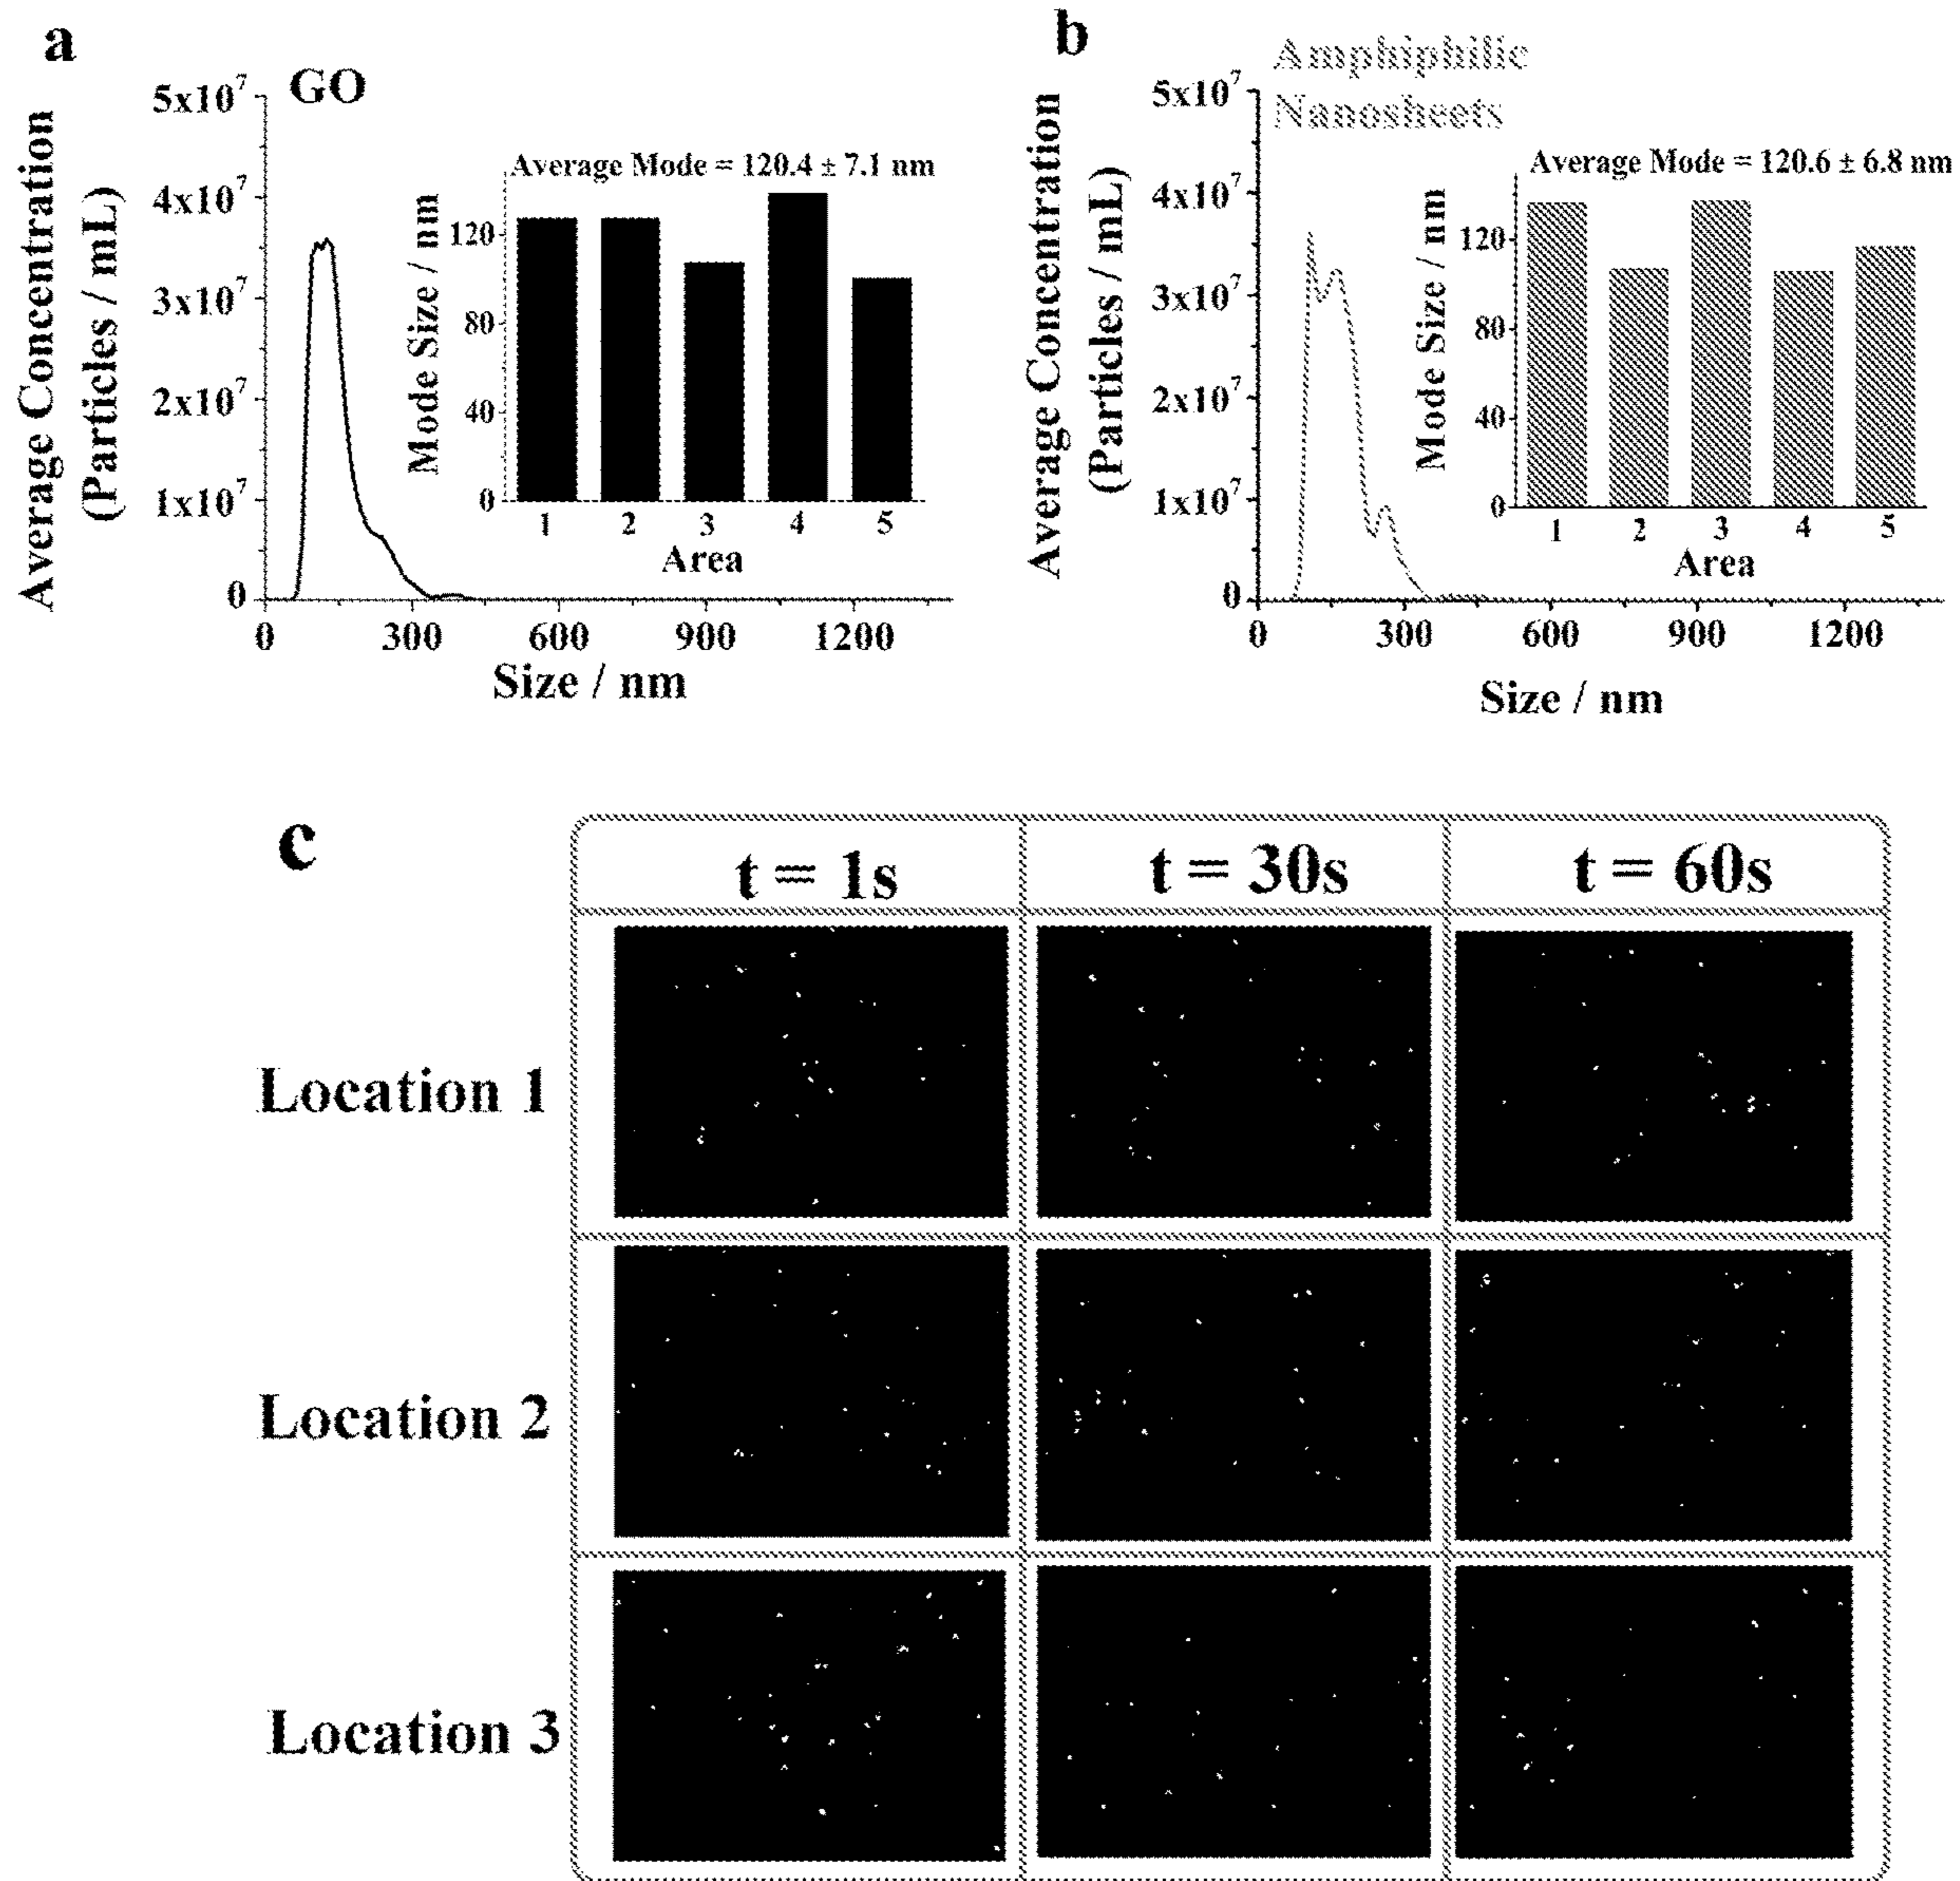 a
GO
Average Concentration
(Particles / mL)
5x10⁷
4x10⁷
3x10⁷
2x10⁷
1x10⁷
0
0 300 600 900 1200
Size / nm
Average Mode = 120.4 ± 7.1 nm
Mode Size / nm
120
80
40
0
1 2 3 4 5
Area
b
Amphiphilic
Nanosheets
Average Concentration
(Particles / mL)
5x10⁷
4x10⁷
3x10⁷
2x10⁷
1x10⁷
0
0 300 600 900 1200
Size / nm
Average Mode = 120.6 ± 6.8 nm
Mode Size / nm
120
80
40
0
1 2 3 4 5
Area
c
t = 1s t = 30s t = 60s
Location 1
Location 2
Location 3